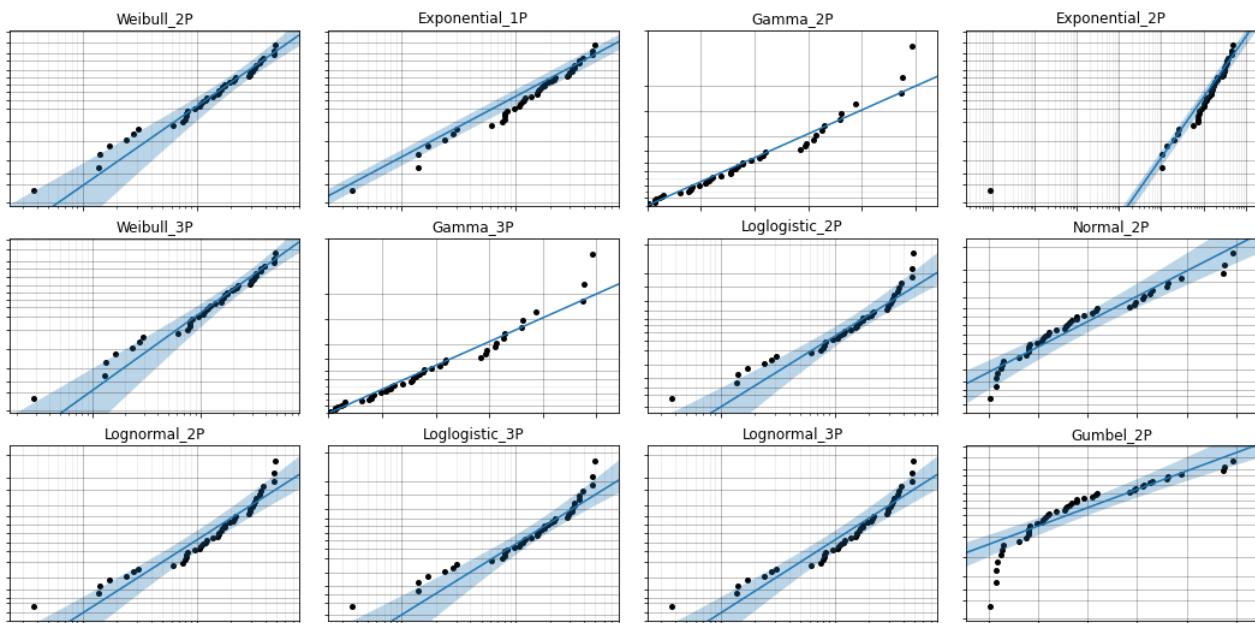 Weibull_2P
Exponential_1P
Gamma_2P
Exponential_2P
Weibull_3P
Gamma_3P
Loglogistic_2P
Normal_2P
Lognormal_2P
Loglogistic_3P
Lognormal_3P
Gumbel_2P